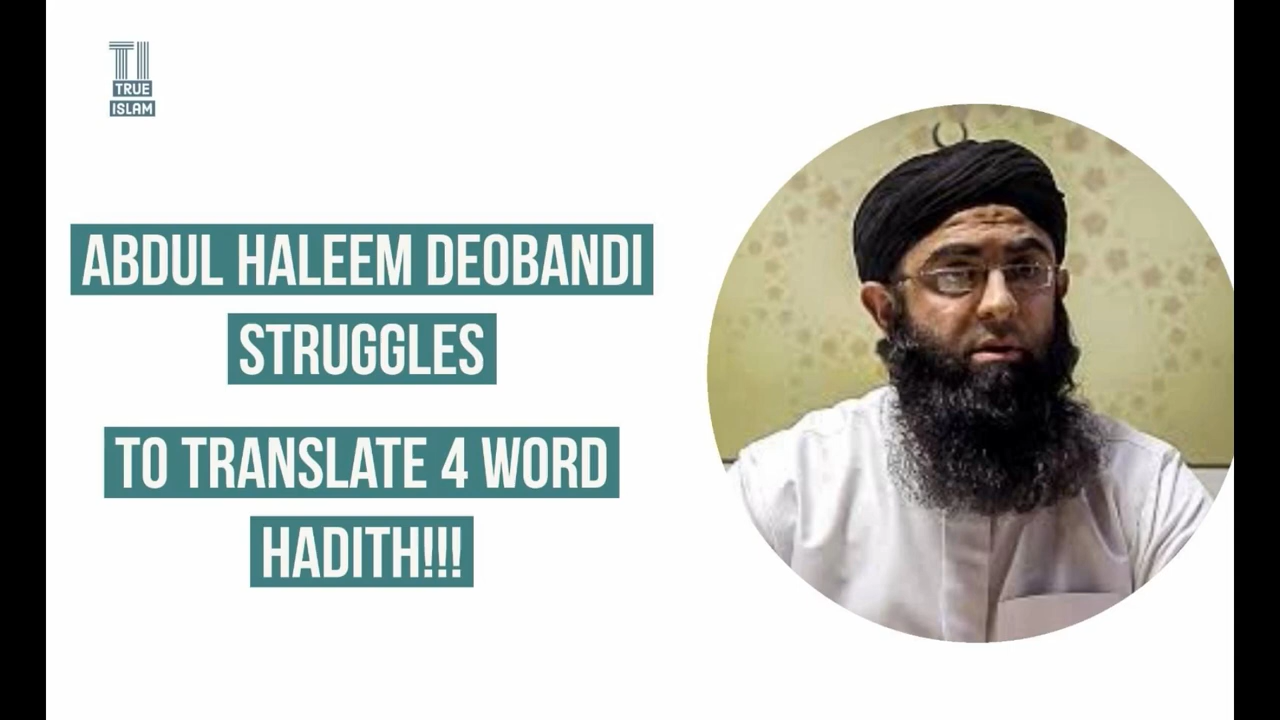 TRUE
ISLAM
ABDUL HALEEM DEOBANDI
STRUGGLES
TO TRANSLATE 4 WORD
HADITH!!!